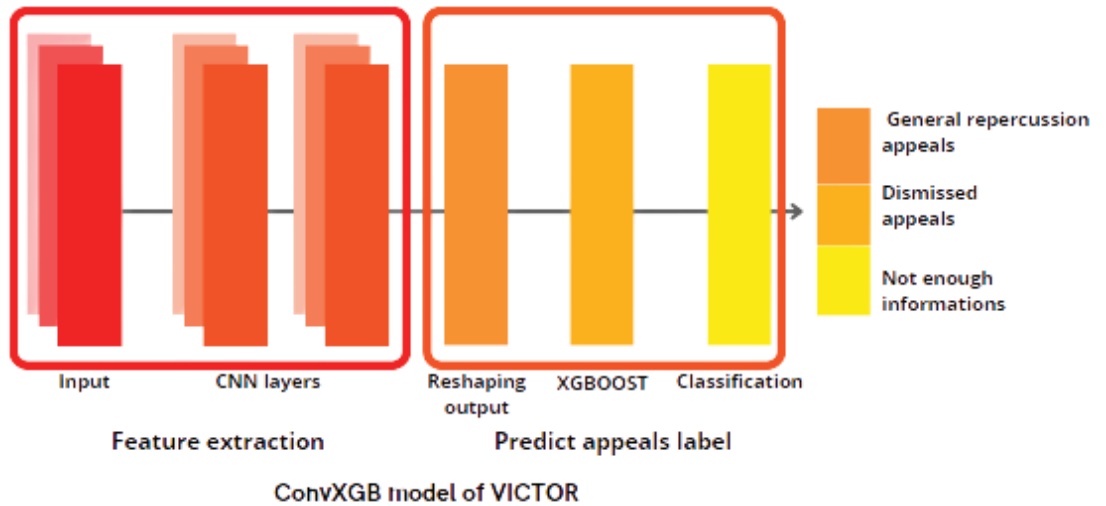 General repercussion
appeals
Dismissed
appeals
Not enough
informations
Input
CNN layers
Reshaping
output
XGBOOST
Classification
Feature extraction
Predict appeals label
ConvXGB model of VICTOR